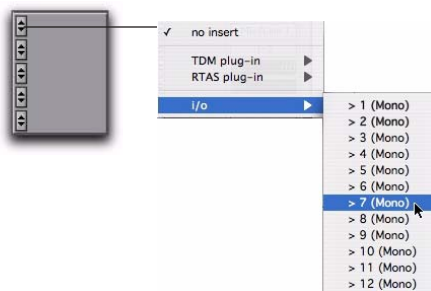 ✓ no insert
TDM plug-in
RTAS plug-in
i/o
> 1 (Mono)
> 2 (Mono)
> 3 (Mono)
> 4 (Mono)
> 5 (Mono)
> 6 (Mono)
> 7 (Mono)
> 8 (Mono)
> 9 (Mono)
> 10 (Mono)
> 11 (Mono)
> 12 (Mono)